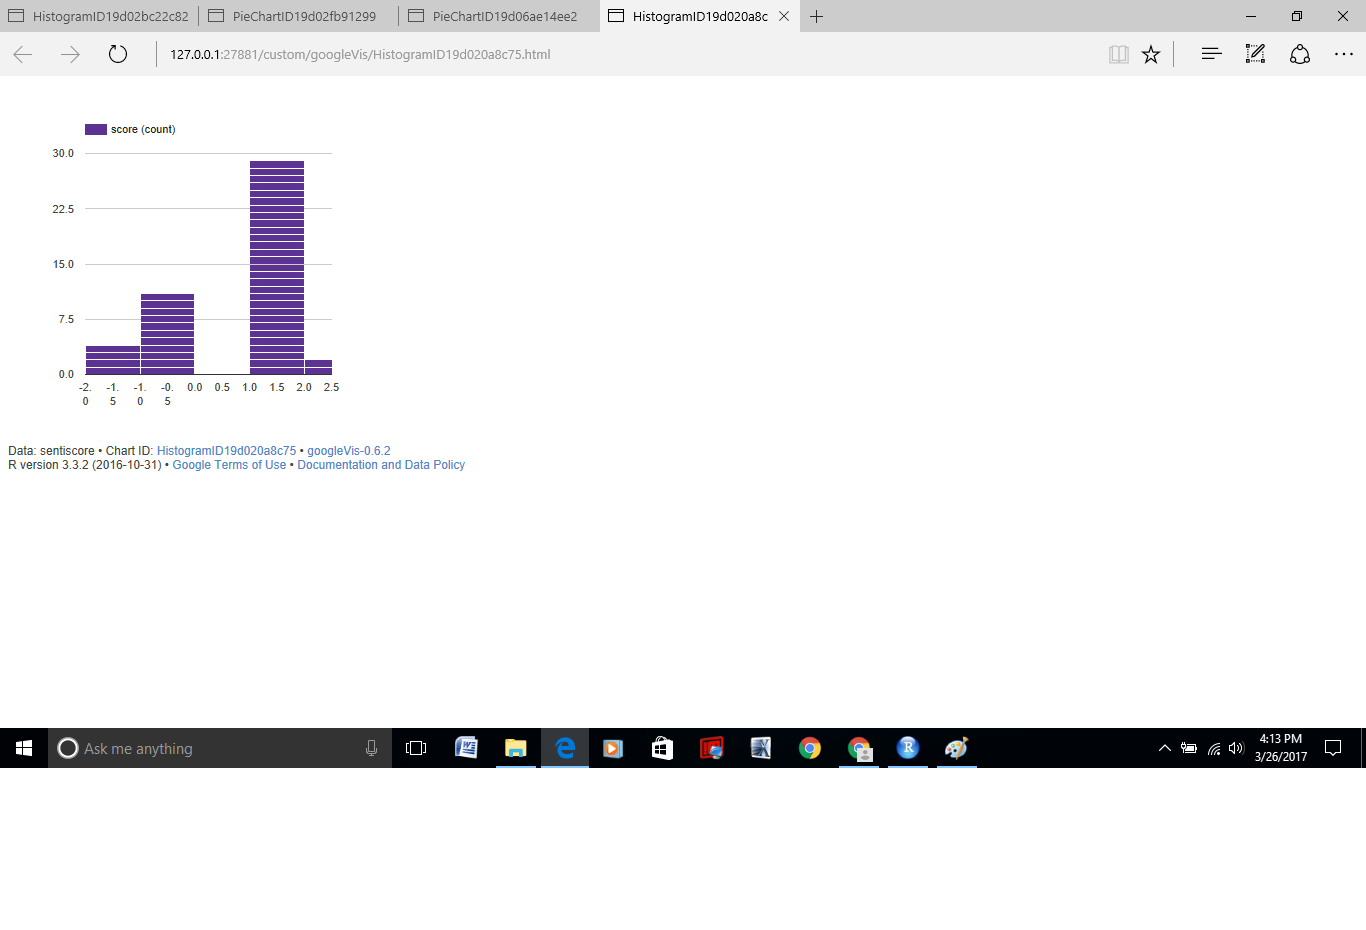 HistogramID19d02bc22c82 PieChartID19d02fb91299 PieChartID19d06ae14ee2 HistogramID19d020a8c
127.0.0.1:27881/custom/googleVis/HistogramID19d020a8c75.html
score (count)
30.0
22.5
15.0
7.5
0.0
-2.0 -1.5 -1.0 -0.5 0.0 0.5 1.0 1.5 2.0 2.5
Data: sentiscore • Chart ID: HistogramID19d020a8c75 • googleVis-0.6.2
R version 3.3.2 (2016-10-31) • Google Terms of Use • Documentation and Data Policy
Ask me anything
4:13 PM
3/26/2017